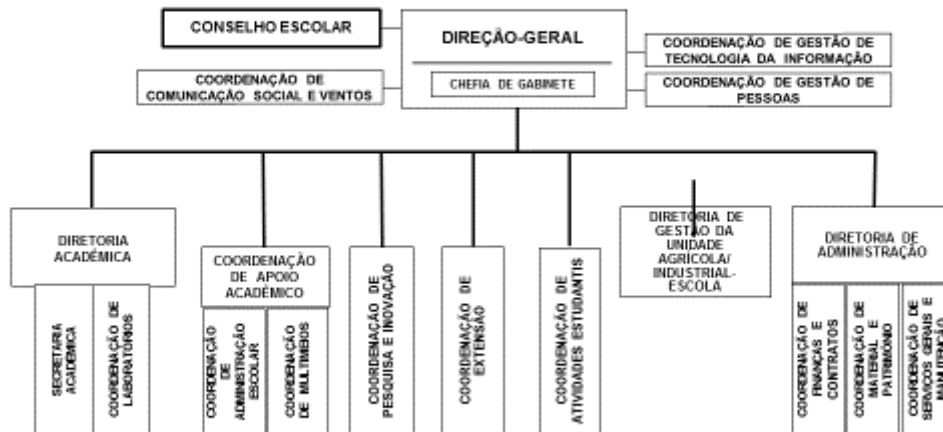 CONSELHO ESCOLAR
DIREÇÃO-GERAL
CHEFIA DE GABINETE
COORDENAÇÃO DE GESTÃO DE
TECNOLOGIA DA INFORMAÇÃO
COORDENAÇÃO DE
COMUNICAÇÃO SOCIAL E VENTOS
COORDENAÇÃO DE GESTÃO DE
PESSOAS
DIRETORIA
ACADÊMICA
SECRETARIA
ACADÊMICA
COORDENAÇÃO DE
LABORATÓRIOS
COORDENAÇÃO
DE APOIO
ACADÊMICO
COORDENAÇÃO
DE
ADMINISTRAÇÃO
ESCOLAR
COORDENAÇÃO
DE MULTIMEIOS
COORDENAÇÃO DE
PESQUISA E INOVAÇÃO
COORDENAÇÃO DE
EXTENSÃO
COORDENAÇÃO DE
ATIVIDADES ESTUDANTIS
DIRETORIA DE
GESTÃO DA
UNIDADE
AGRÍCOLA/
INDUSTRIAL-
ESCOLA
DIRETORIA DE
ADMINISTRAÇÃO
COORDENAÇÃO DE
FINANÇAS E
CONTRATOS
COORDENAÇÃO DE
MATERIAL E
PATRIMÔNIO
COORDENAÇÃO DE
SERVIÇOS GERAIS E
MANUTENÇÃO